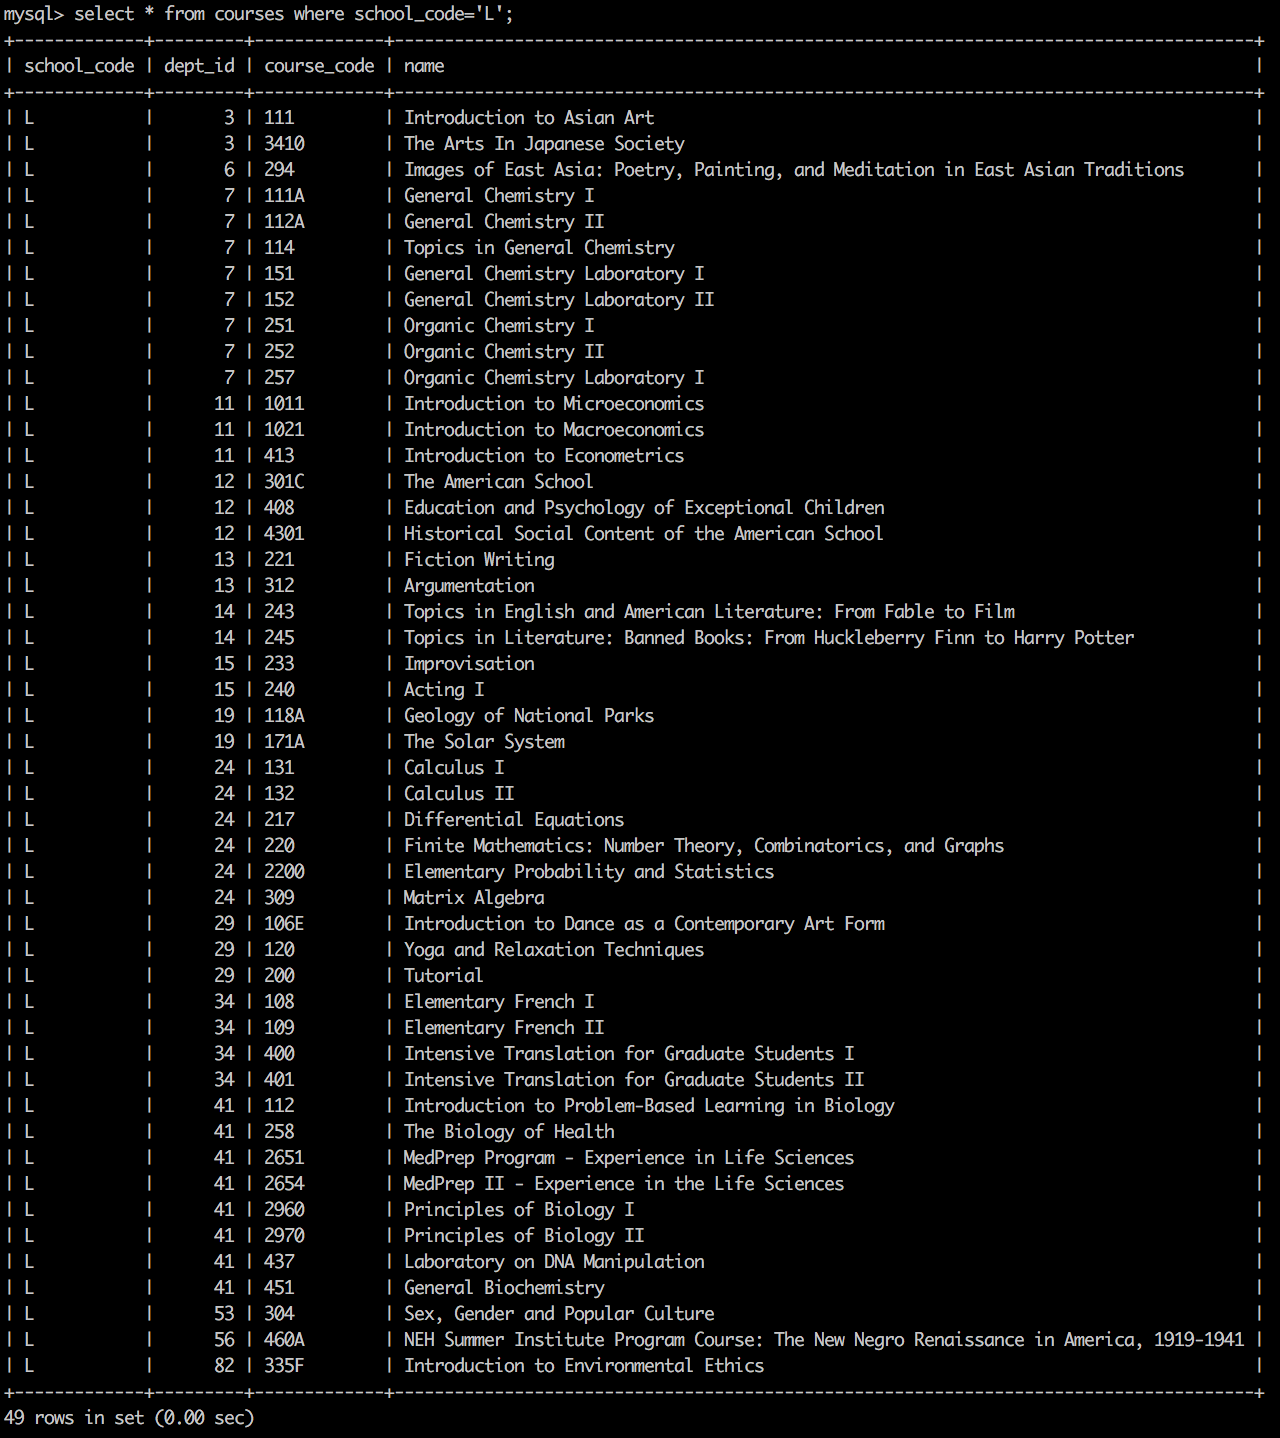 mysql> select * from courses where school_code='L';
+-------------+---------+-------------+--------------------------------------------------------------------------------------+
| school_code | dept_id | course_code | name                                                                                 |
+-------------+---------+-------------+--------------------------------------------------------------------------------------+
| L           |       3 | 111         | Introduction to Asian Art                                                            |
| L           |       3 | 3410        | The Arts In Japanese Society                                                         |
| L           |       6 | 294         | Images of East Asia: Poetry, Painting, and Meditation in East Asian Traditions       |
| L           |       7 | 111A        | General Chemistry I                                                                  |
| L           |       7 | 112A        | General Chemistry II                                                                 |
| L           |       7 | 114         | Topics in General Chemistry                                                          |
| L           |       7 | 151         | General Chemistry Laboratory I                                                       |
| L           |       7 | 152         | General Chemistry Laboratory II                                                      |
| L           |       7 | 251         | Organic Chemistry I                                                                  |
| L           |       7 | 252         | Organic Chemistry II                                                                 |
| L           |       7 | 257         | Organic Chemistry Laboratory I                                                       |
| L           |      11 | 1011        | Introduction to Microeconomics                                                       |
| L           |      11 | 1021        | Introduction to Macroeconomics                                                       |
| L           |      11 | 413         | Introduction to Econometrics                                                         |
| L           |      12 | 301C        | The American School                                                                  |
| L           |      12 | 408         | Education and Psychology of Exceptional Children                                     |
| L           |      12 | 4301        | Historical Social Content of the American School                                     |
| L           |      13 | 221         | Fiction Writing                                                                      |
| L           |      13 | 312         | Argumentation                                                                        |
| L           |      14 | 243         | Topics in English and American Literature: From Fable to Film                        |
| L           |      14 | 245         | Topics in Literature: Banned Books: From Huckleberry Finn to Harry Potter            |
| L           |      15 | 233         | Improvisation                                                                        |
| L           |      15 | 240         | Acting I                                                                             |
| L           |      19 | 118A        | Geology of National Parks                                                            |
| L           |      19 | 171A        | The Solar System                                                                     |
| L           |      24 | 131         | Calculus I                                                                           |
| L           |      24 | 132         | Calculus II                                                                          |
| L           |      24 | 217         | Differential Equations                                                               |
| L           |      24 | 220         | Finite Mathematics: Number Theory, Combinatorics, and Graphs                         |
| L           |      24 | 2200        | Elementary Probability and Statistics                                                |
| L           |      24 | 309         | Matrix Algebra                                                                       |
| L           |      29 | 106E        | Introduction to Dance as a Contemporary Art Form                                     |
| L           |      29 | 120         | Yoga and Relaxation Techniques                                                       |
| L           |      29 | 200         | Tutorial                                                                             |
| L           |      34 | 108         | Elementary French I                                                                  |
| L           |      34 | 109         | Elementary French II                                                                 |
| L           |      34 | 400         | Intensive Translation for Graduate Students I                                        |
| L           |      34 | 401         | Intensive Translation for Graduate Students II                                       |
| L           |      41 | 112         | Introduction to Problem-Based Learning in Biology                                    |
| L           |      41 | 258         | The Biology of Health                                                                |
| L           |      41 | 2651        | MedPrep Program - Experience in Life Sciences                                        |
| L           |      41 | 2654        | MedPrep II - Experience in the Life Sciences                                         |
| L           |      41 | 2960        | Principles of Biology I                                                              |
| L           |      41 | 2970        | Principles of Biology II                                                             |
| L           |      41 | 437         | Laboratory on DNA Manipulation                                                       |
| L           |      41 | 451         | General Biochemistry                                                                 |
| L           |      53 | 304         | Sex, Gender and Popular Culture                                                      |
| L           |      56 | 460A        | NEH Summer Institute Program Course: The New Negro Renaissance in America, 1919-1941 |
| L           |      82 | 335F        | Introduction to Environmental Ethics                                                 |
+-------------+---------+-------------+--------------------------------------------------------------------------------------+
49 rows in set (0.00 sec)